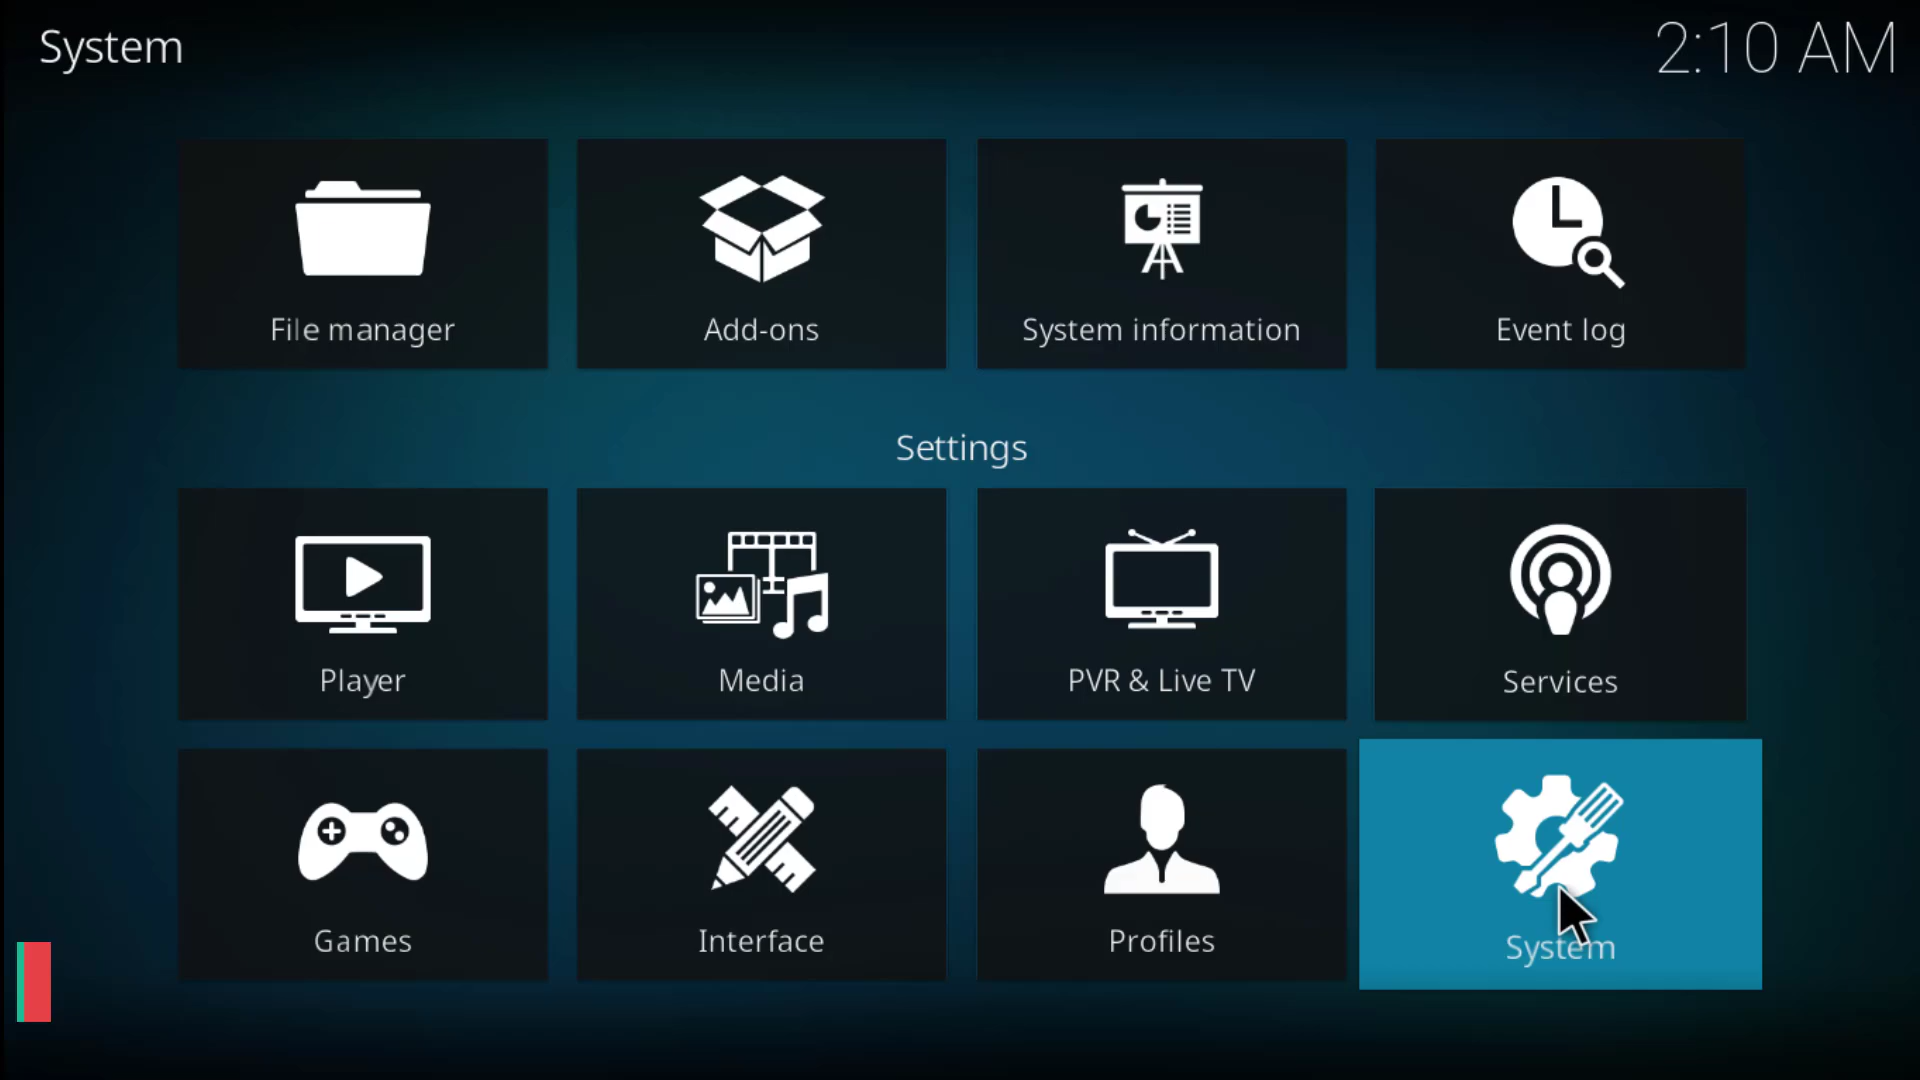 System
2:10 AM
File manager
Add-ons
System information
Event log
Settings
Player
Media
PVR & Live TV
Services
Games
Interface
Profiles
System